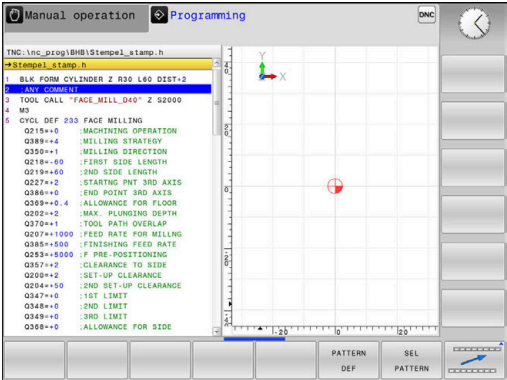 Manual operation
Programming
DNC
TNC:\nc_prog\BHB\Stempel_stamp.h
→Stempel_stamp.h
1 BLK FORM CYLINDER Z R30 L60 DIST+2
2 ;ANY COMMENT
3 TOOL CALL "FACE_MILL_D40" Z S2000
4 M3
5 CYCL DEF 233 FACE MILLING
Q215=+0 ;MACHINING OPERATION
Q389=+4 ;MILLING STRATEGY
Q350=+1 ;MILLING DIRECTION
Q218=-60 ;FIRST SIDE LENGTH
Q219=+60 ;2ND SIDE LENGTH
Q227=+2 ;STARTNG PNT 3RD AXIS
Q386=+0 ;END POINT 3RD AXIS
Q369=+0.4 ;ALLOWANCE FOR FLOOR
Q202=+2 ;MAX. PLUNGING DEPTH
Q370=+1 ;TOOL PATH OVERLAP
Q207=+1000 ;FEED RATE FOR MILLNG
Q385=+500 ;FINISHING FEED RATE
Q253=+5000 ;F PRE-POSITIONING
Q357=+2 ;CLEARANCE TO SIDE
Q200=+2 ;SET-UP CLEARANCE
Q204=+50 ;2ND SET-UP CLEARANCE
Q347=+0 ;1ST LIMIT
Q348=+0 ;2ND LIMIT
Q349=+0 ;3RD LIMIT
Q368=+0 ;ALLOWANCE FOR SIDE
Y
X
40
20
0
-20
-40
-20
0
20
PATTERN
DEF
SEL
PATTERN